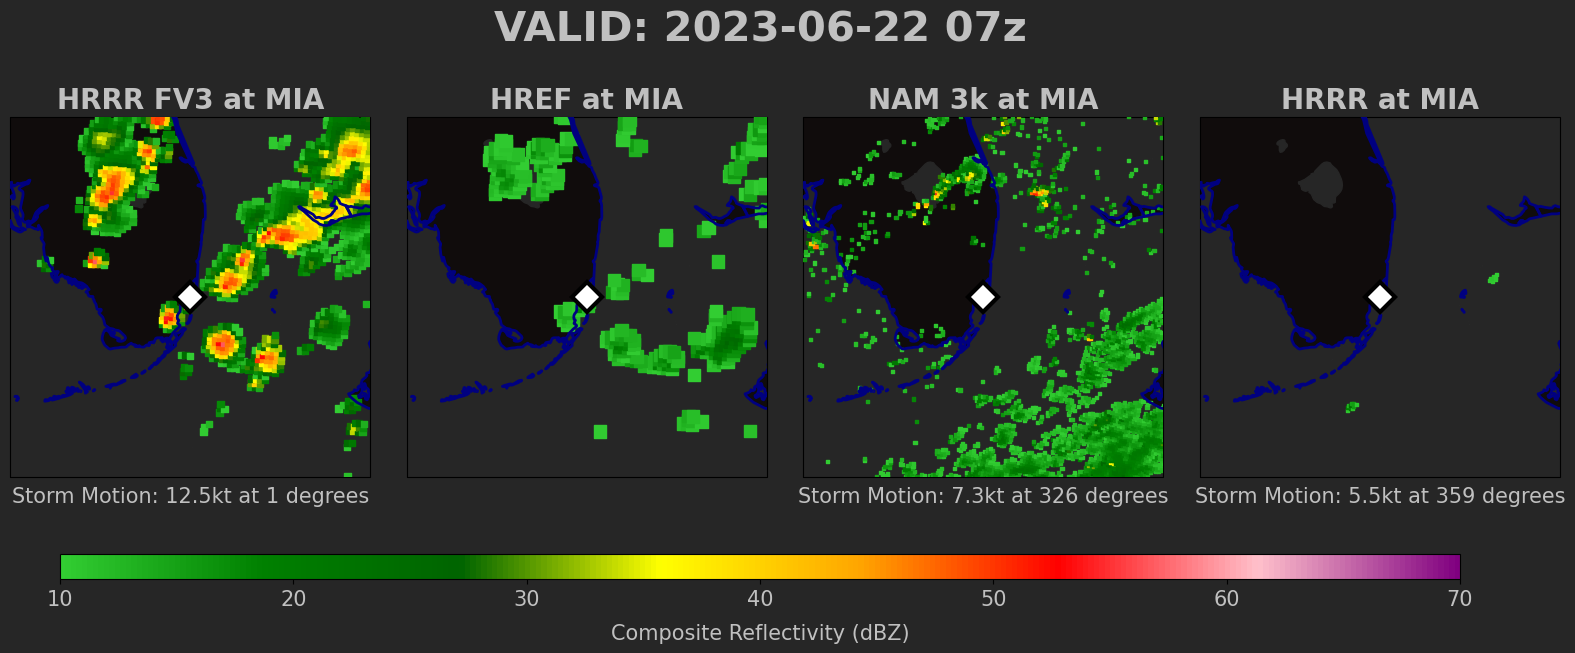 VALID: 2023-06-22 07z
HRRR FV3 at MIA
HREF at MIA
NAM 3k at MIA
HRRR at MIA
Storm Motion: 12.5kt at 1 degrees
Storm Motion: 7.3kt at 326 degrees
Storm Motion: 5.5kt at 359 degrees
10 20 30 40 50 60 70
Composite Reflectivity (dBZ)